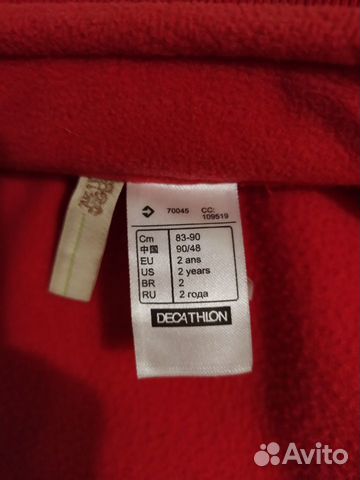 70045 CC: 109519
Cm 83-90
中国 90/48
EU 2 ans
US 2 years
BR 2
RU 2 года
DECATHLON
Avito